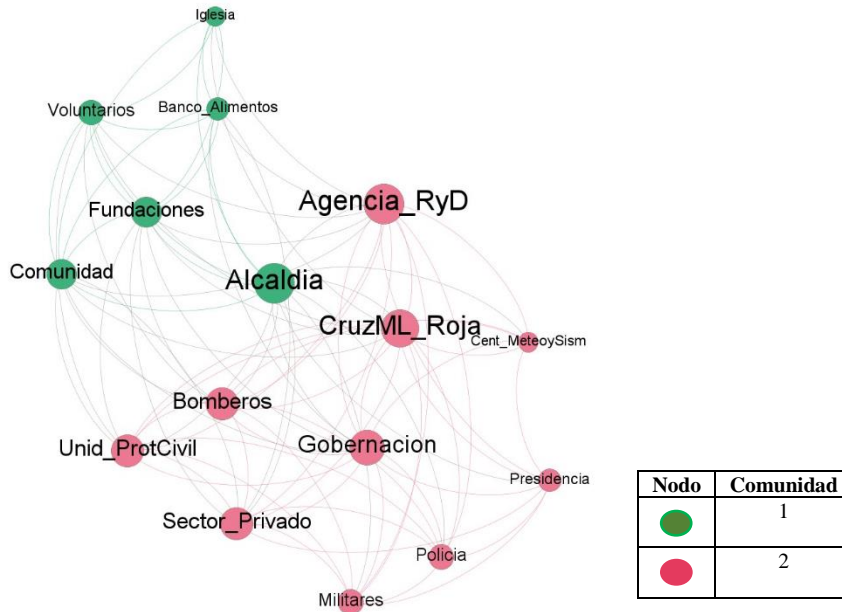 Iglesia
Voluntarios
Banco_Alimentos
Agencia_RyD
Fundaciones
Comunidad
Alcaldia
CruzML_Roja
Cent_MeteoySism
Bomberos
Unid_ProtCivil
Gobernacion
Presidencia
Sector_Privado
Policia
Militares
Nodo Comunidad
1
2